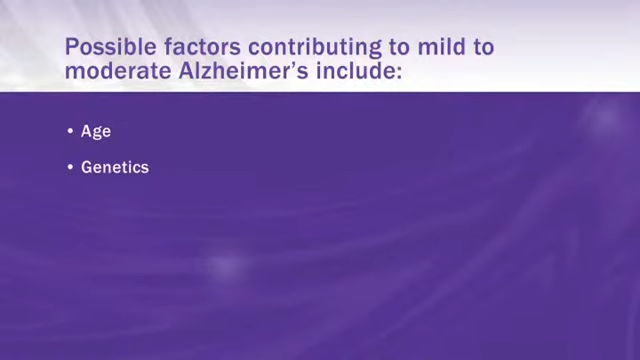 Possible factors contributing to mild to
moderate Alzheimer's include:
• Age
• Genetics